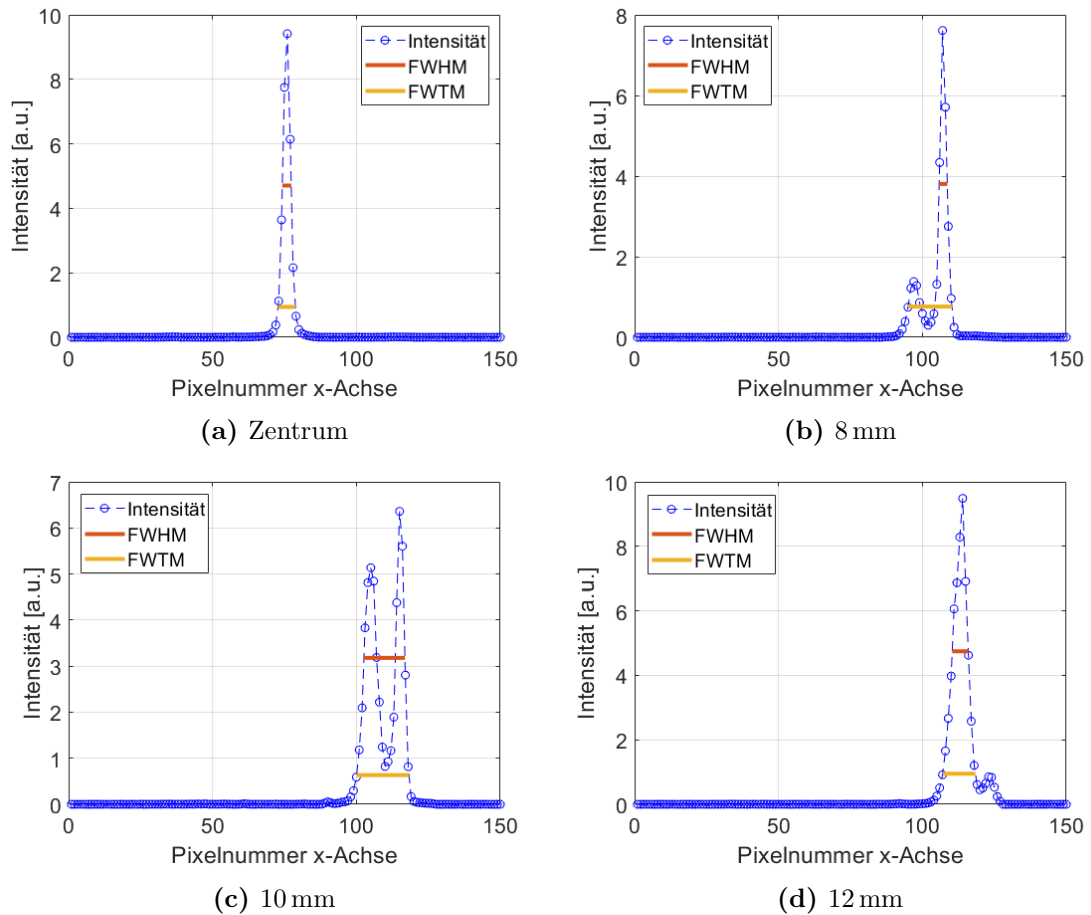 10
8
6
4
2
0
Intensität [a.u.]
Intensität
FWHM
FWTM
0 50 100 150
Pixelnummer x-Achse
(a) Zentrum
8
6
4
2
0
Intensität [a.u.]
Intensität
FWHM
FWTM
0 50 100 150
Pixelnummer x-Achse
(b) 8 mm
7
6
5
4
3
2
1
0
Intensität [a.u.]
Intensität
FWHM
FWTM
0 50 100 150
Pixelnummer x-Achse
(c) 10 mm
10
8
6
4
2
0
Intensität [a.u.]
Intensität
FWHM
FWTM
0 50 100 150
Pixelnummer x-Achse
(d) 12 mm